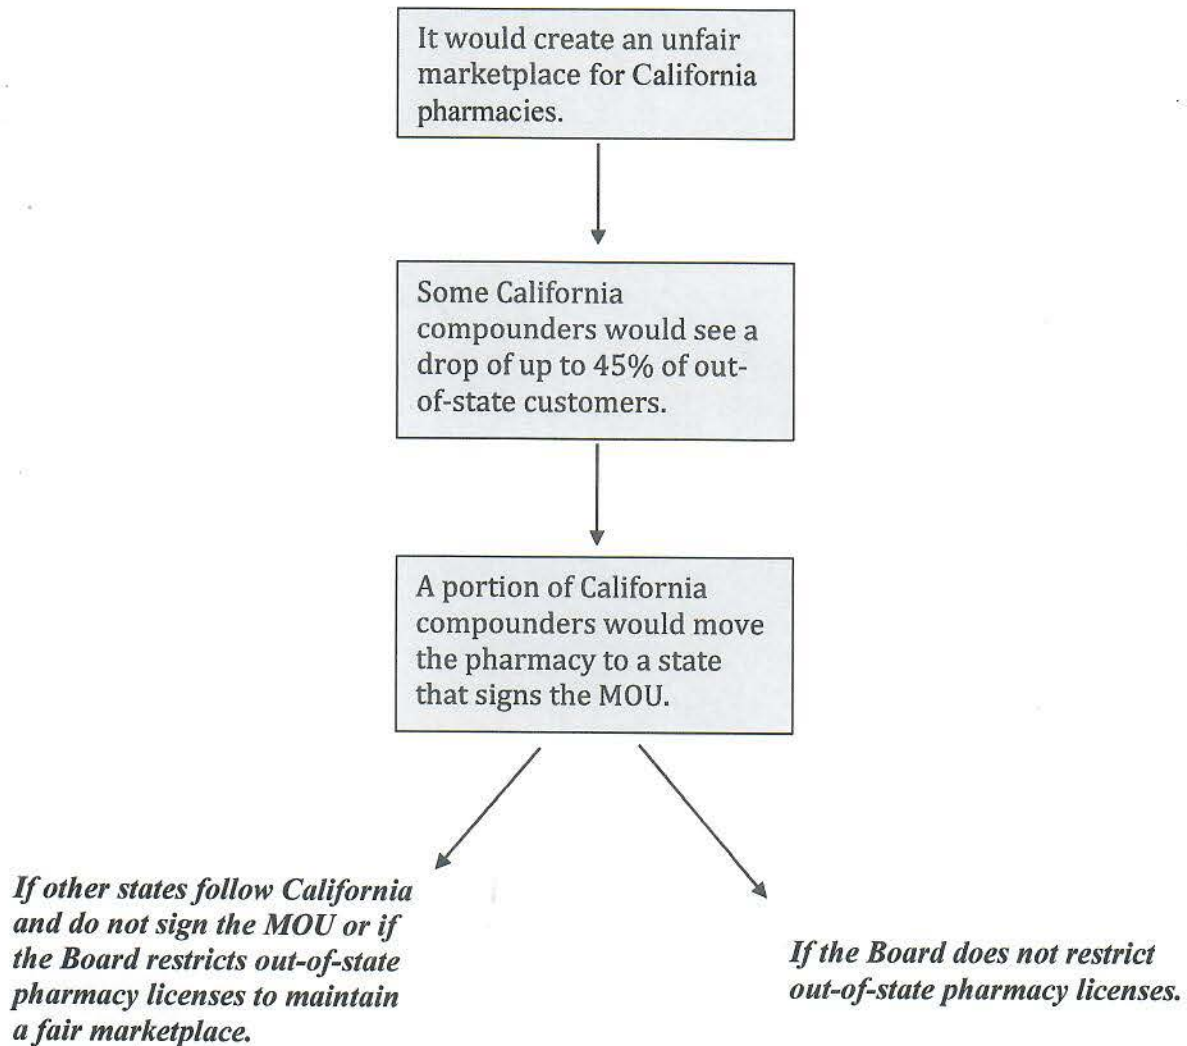 It would create an unfair
marketplace for California
pharmacies.
Some California
compounders would see a
drop of up to 45% of out-
of-state customers.
A portion of California
compounders would move
the pharmacy to a state
that signs the MOU.
If other states follow California
and do not sign the MOU or if
the Board restricts out-of-state
pharmacy licenses to maintain
a fair marketplace.
If the Board does not restrict
out-of-state pharmacy licenses.